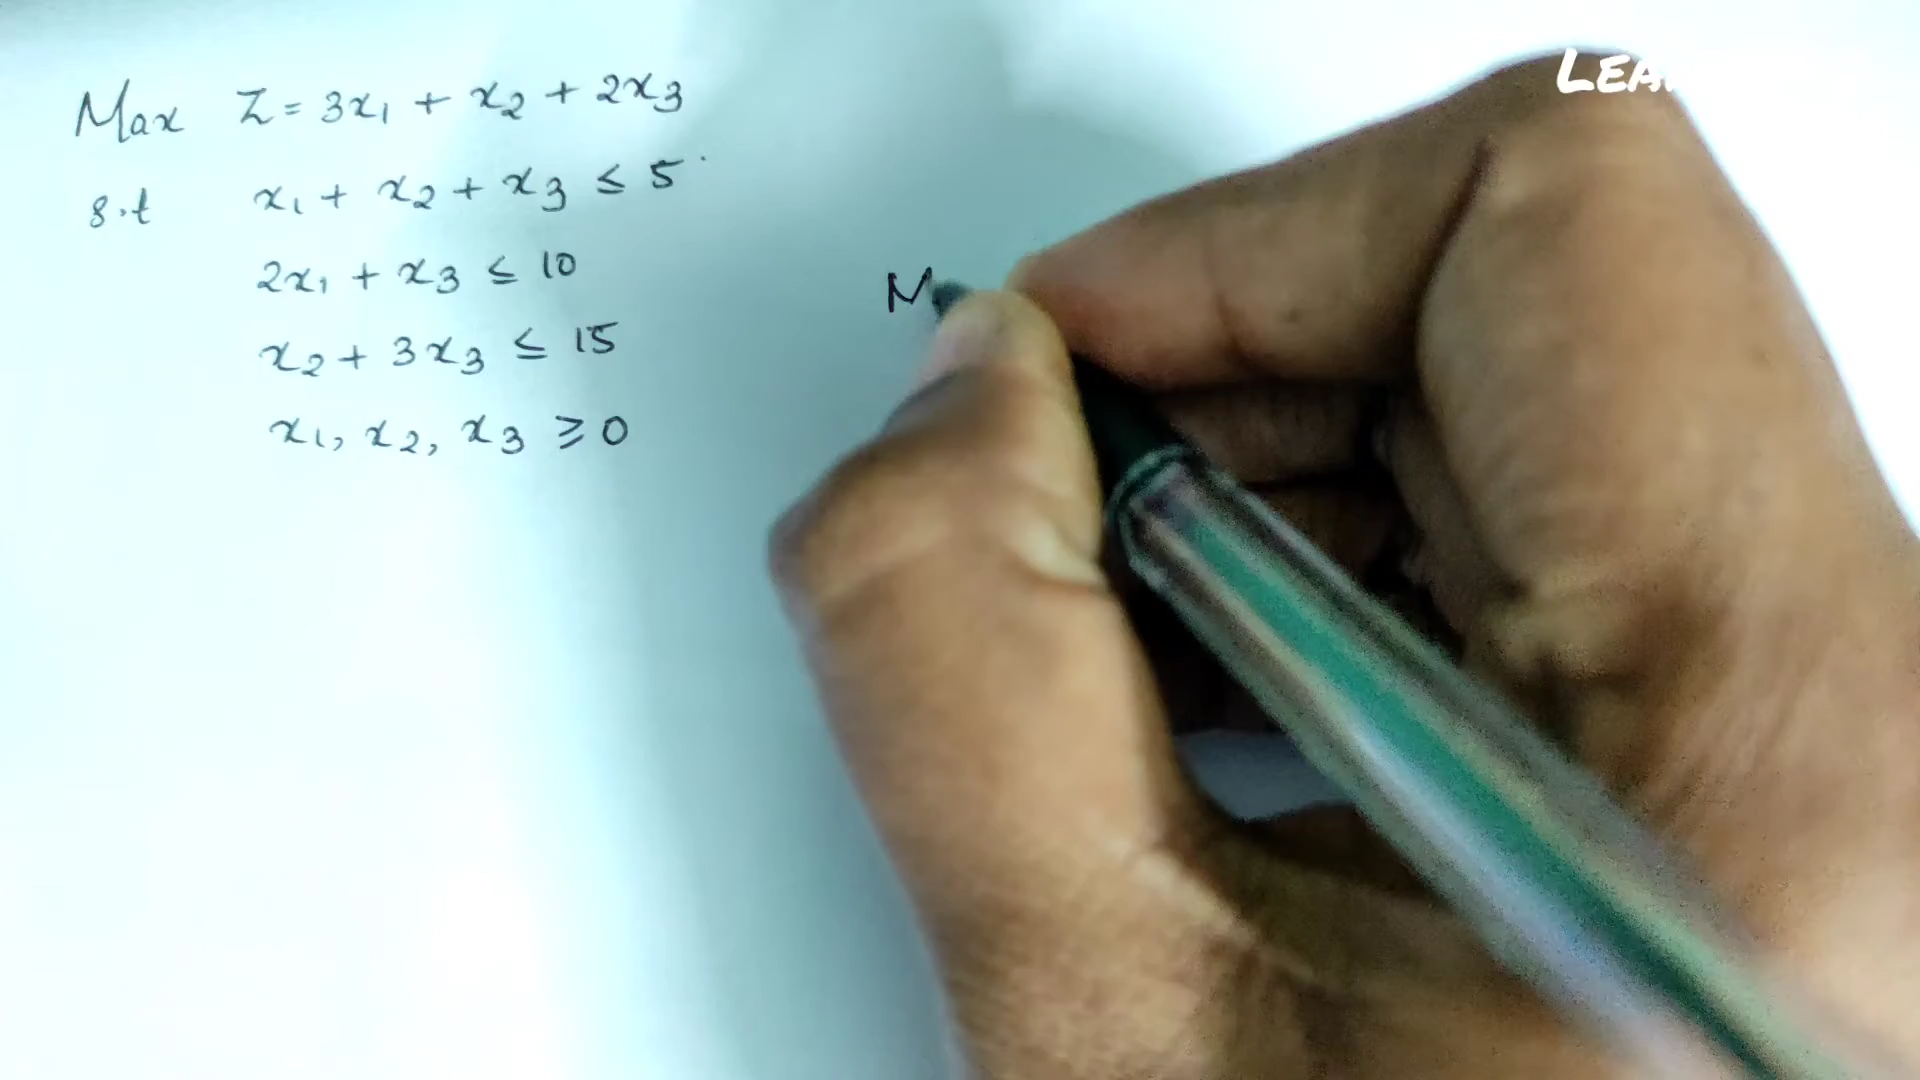 Max Z = 3x₁ + x₂ + 2x₃
s.t x₁ + x₂ + x₃ ≤ 5
2x₁ + x₃ ≤ 10
x₂ + 3x₃ ≤ 15
x₁, x₂, x₃ ≥ 0
M